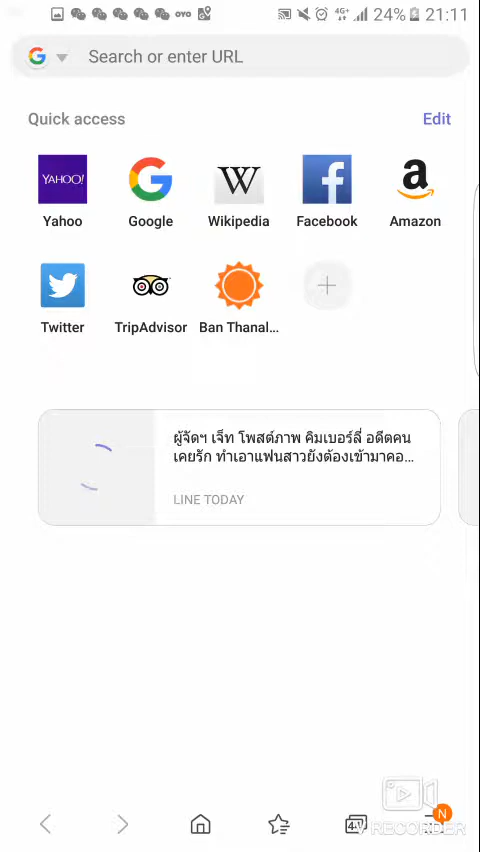 OYO
4G+
24%
21:11
Search or enter URL
Quick access
Edit
YAHOO!
W
f
a
Yahoo
Google
Wikipedia
Facebook
Amazon
Twitter
TripAdvisor
Ban Thanal...
ผู้จัดฯ เจ็ท โพสต์ภาพ คิมเบอร์ลี่ อดีตคน
เคยรัก ทำเอาแฟนสาวยังต้องเข้ามาคอ...
LINE TODAY
N
RECORDER